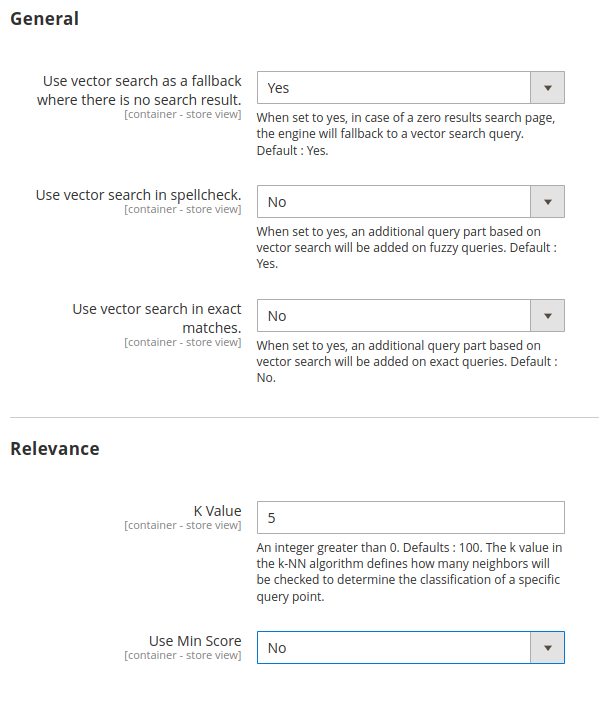 General
Use vector search as a fallback
where there is no search result.
[container - store view]
Yes
When set to yes, in case of a zero results search page,
the engine will fallback to a vector search query.
Default : Yes.
Use vector search in spellcheck.
[container - store view]
No
When set to yes, an additional query part based on
vector search will be added on fuzzy queries. Default :
Yes.
Use vector search in exact
matches.
[container - store view]
No
When set to yes, an additional query part based on
vector search will be added on exact queries. Default :
No.
Relevance
K Value
[container - store view]
5
An integer greater than 0. Defaults : 100. The k value in
the k-NN algorithm defines how many neighbors will
be checked to determine the classification of a specific
query point.
Use Min Score
[container - store view]
No